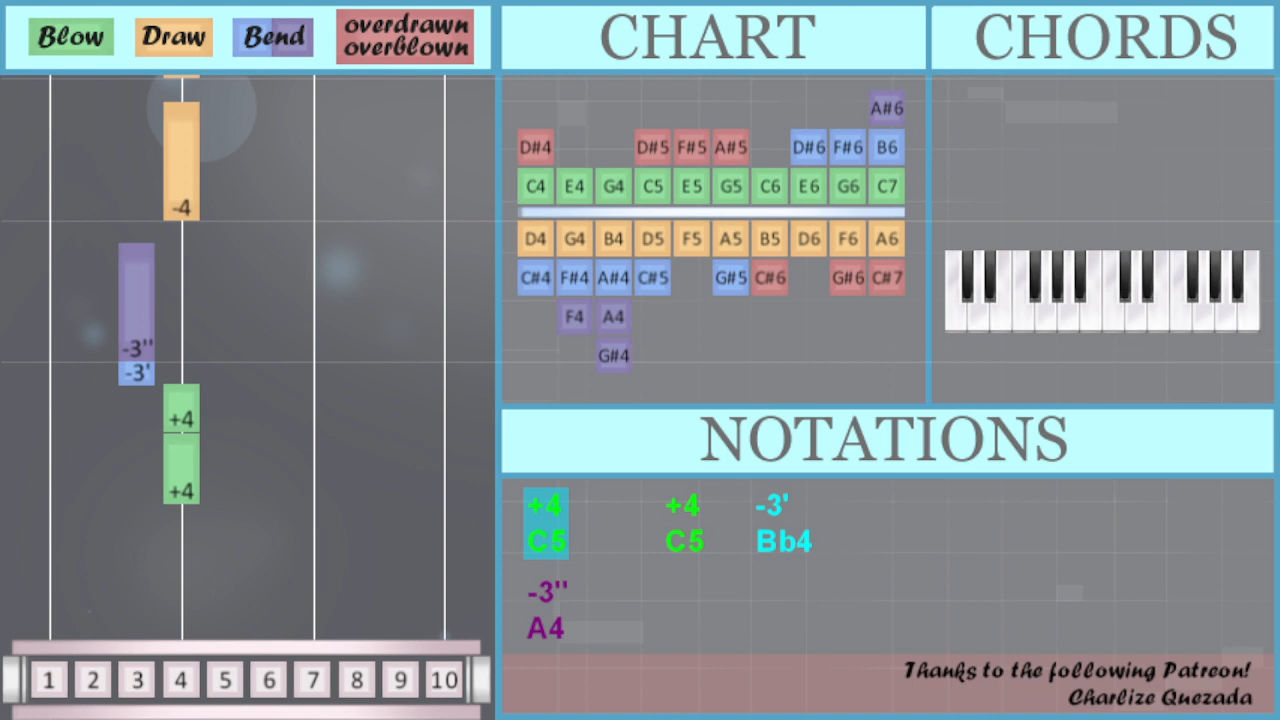 Blow Draw Bend overdrawn
overblown
CHART
CHORDS
-4
-3''
-3'
+4
+4
1 2 3 4 5 6 7 8 9 10
A#6
D#4 D#5 F#5 A#5 D#6 F#6 B6
C4 E4 G4 C5 E5 G5 C6 E6 G6 C7
D4 G4 B4 D5 F5 A5 B5 D6 F6 A6
C#4 F#4 A#4 C#5 G#5 C#6 G#6 C#7
F4 A4
G#4
NOTATIONS
+4 +4 -3'
C5 C5 Bb4
-3''
A4
Thanks to the following Patreon!
Charlize Quezada